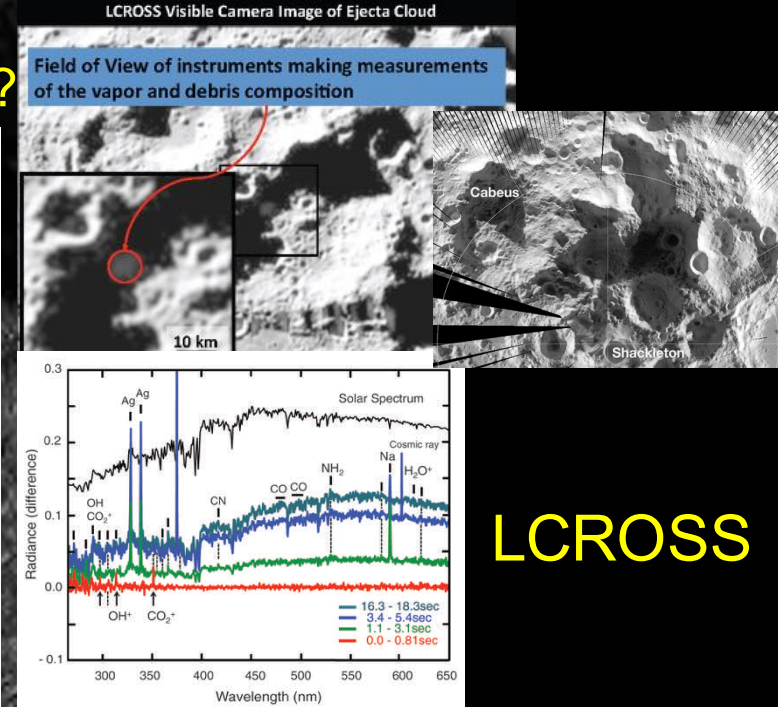 LCROSS Visible Camera Image of Ejecta Cloud
?
Field of View of instruments making measurements
of the vapor and debris composition
10 km
Cabeus
Shackleton
0.3
0.2
0.1
0.0
- 0.1
Radiance (difference)
Ag
Ag
Solar Spectrum
OH
CO₂⁺
CN
CO
CO
NH₂
Na
Cosmic ray
H₂O⁺
OH⁺
CO₂⁺
16.3 - 18.3sec
3.4 - 5.4sec
1.1 - 3.1sec
0.0 - 0.81sec
300
350
400
450
500
550
600
650
Wavelength (nm)
LCROSS